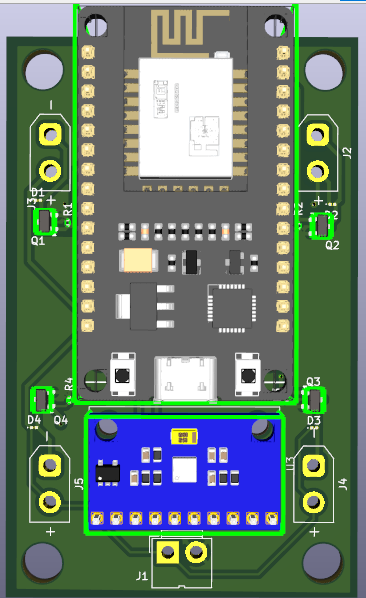 −
J2
D1
J3
+
R1
Q1
R2
+
Q2
R4
Q3
D4
Q4
D3
−
J5
U3
−
J4
+
+
J1